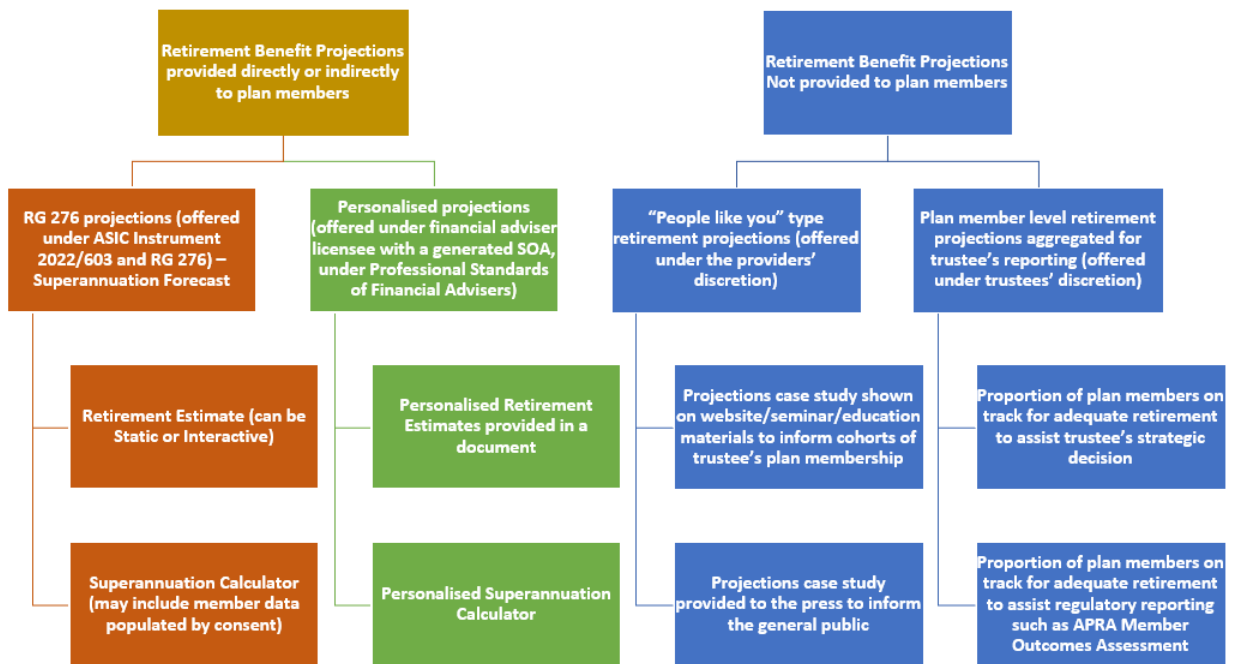 Retirement Benefit Projections
provided directly or indirectly
to plan members
Retirement Benefit Projections
Not provided to plan members
RG 276 projections (offered
under ASIC Instrument
2022/603 and RG 276) –
Superannuation Forecast
Personalised projections
(offered under financial adviser
licensee with a generated SOA,
under Professional Standards
of Financial Advisers)
“People like you” type
retirement projections (offered
under the providers’
discretion)
Plan member level retirement
projections aggregated for
trustee’s reporting (offered
under trustees’ discretion)
Retirement Estimate (can be
Static or Interactive)
Personalised Retirement
Estimates provided in a
document
Projections case study shown
on website/seminar/education
materials to inform cohorts of
trustee’s plan membership
Proportion of plan members on
track for adequate retirement
to assist trustee’s strategic
decision
Superannuation Calculator
(may include member data
populated by consent)
Personalised Superannuation
Calculator
Projections case study
provided to the press to inform
the general public
Proportion of plan members on
track for adequate retirement
to assist regulatory reporting
such as APRA Member
Outcomes Assessment